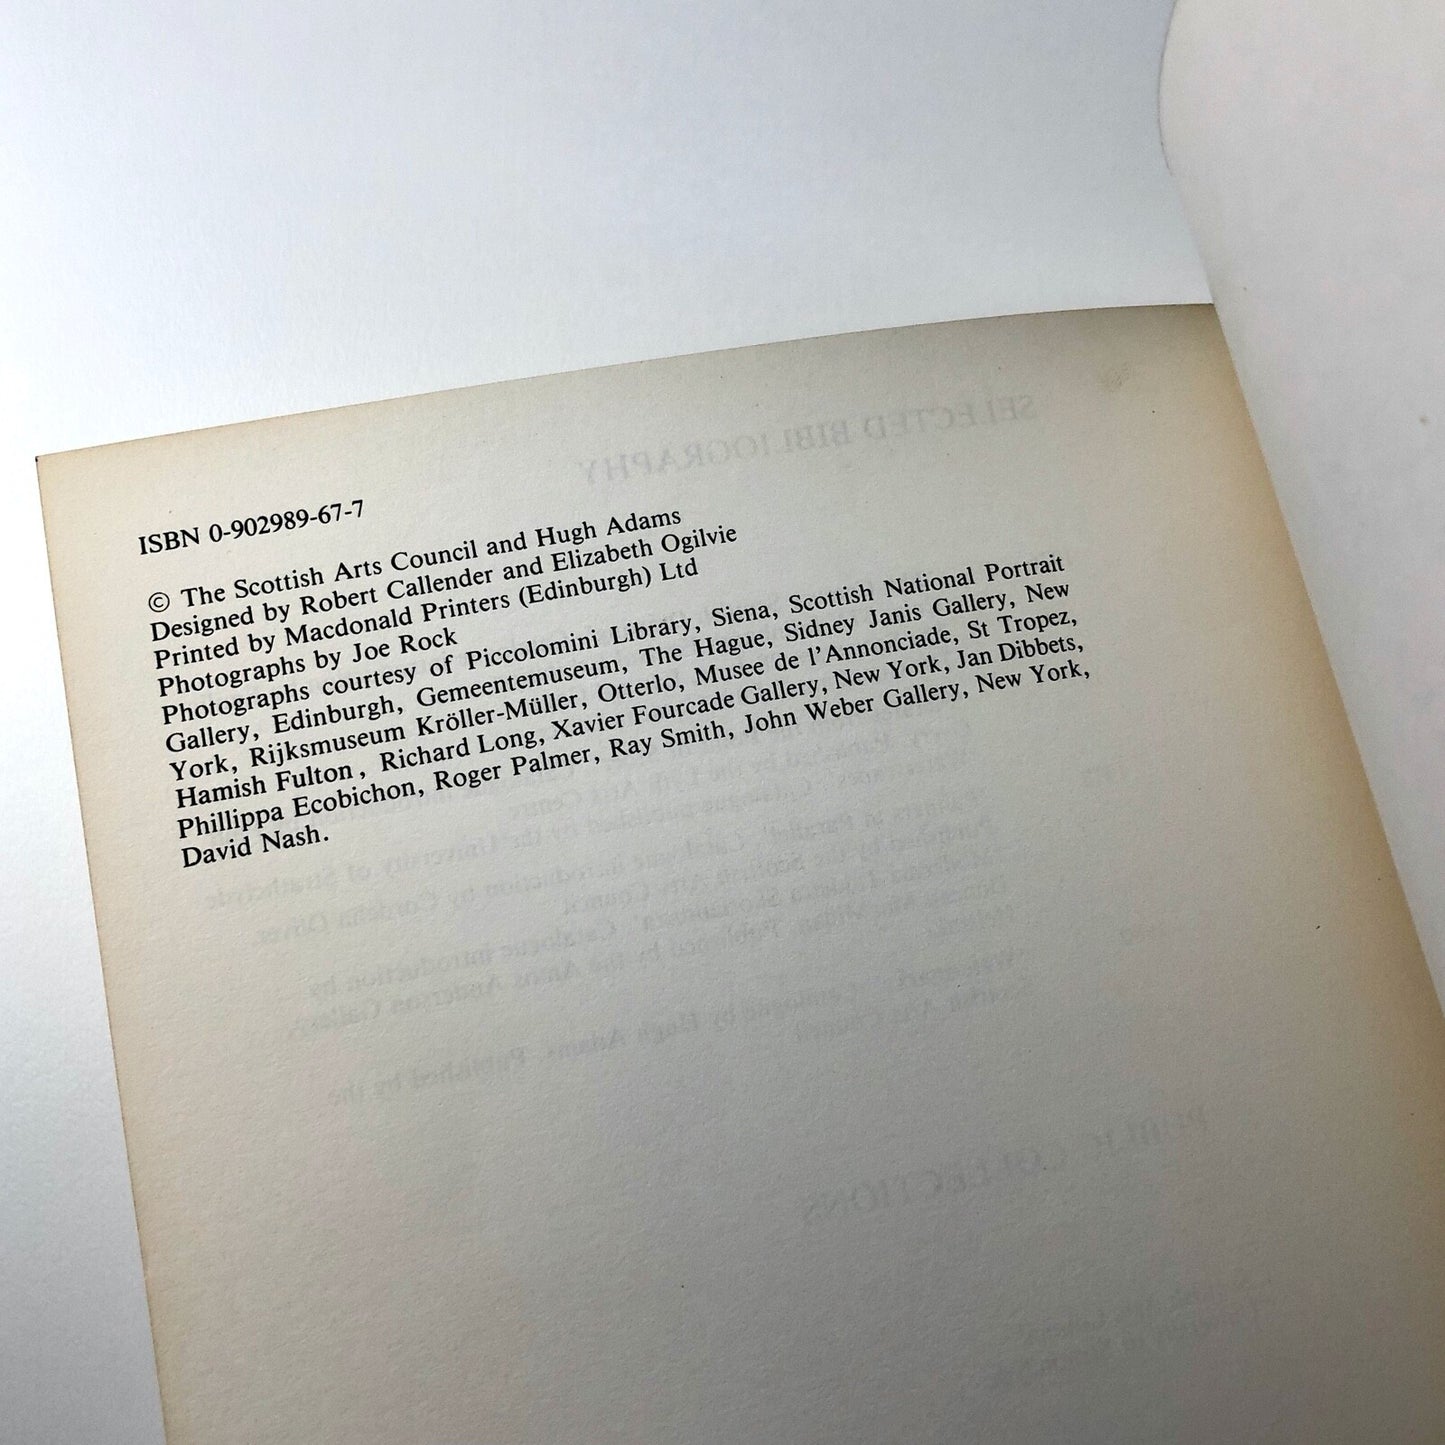 ISBN 0-902989-67-7
© The Scottish Arts Council and Hugh Adams
Designed by Robert Callender and Elizabeth Ogilvie
Printed by Macdonald Printers (Edinburgh) Ltd
Photographs by Joe Rock
Photographs courtesy of Piccolomini Library, Siena, Scottish National Portrait
Gallery, Edinburgh, Gemeentemuseum, The Hague, Sidney Janis Gallery, New
York, Rijksmuseum Kröller-Müller, Otterlo, Musee de l'Annonciade, St Tropez,
Hamish Fulton, Richard Long, Xavier Fourcade Gallery, New York, Jan Dibbets,
Phillippa Ecobichon, Roger Palmer, Ray Smith, John Weber Gallery, New York,
David Nash.
SELECTED BIBLIOGRAPHY
PUBLIC COLLECTIONS